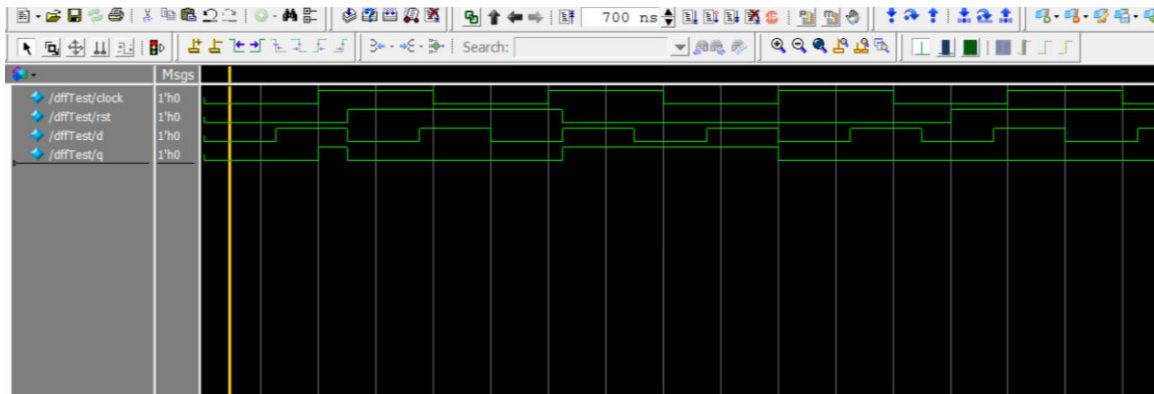 700 ns
Search:
Msgs
/dffTest/clock 1'h0
/dffTest/rst 1'h0
/dffTest/d 1'h0
/dffTest/q 1'h0